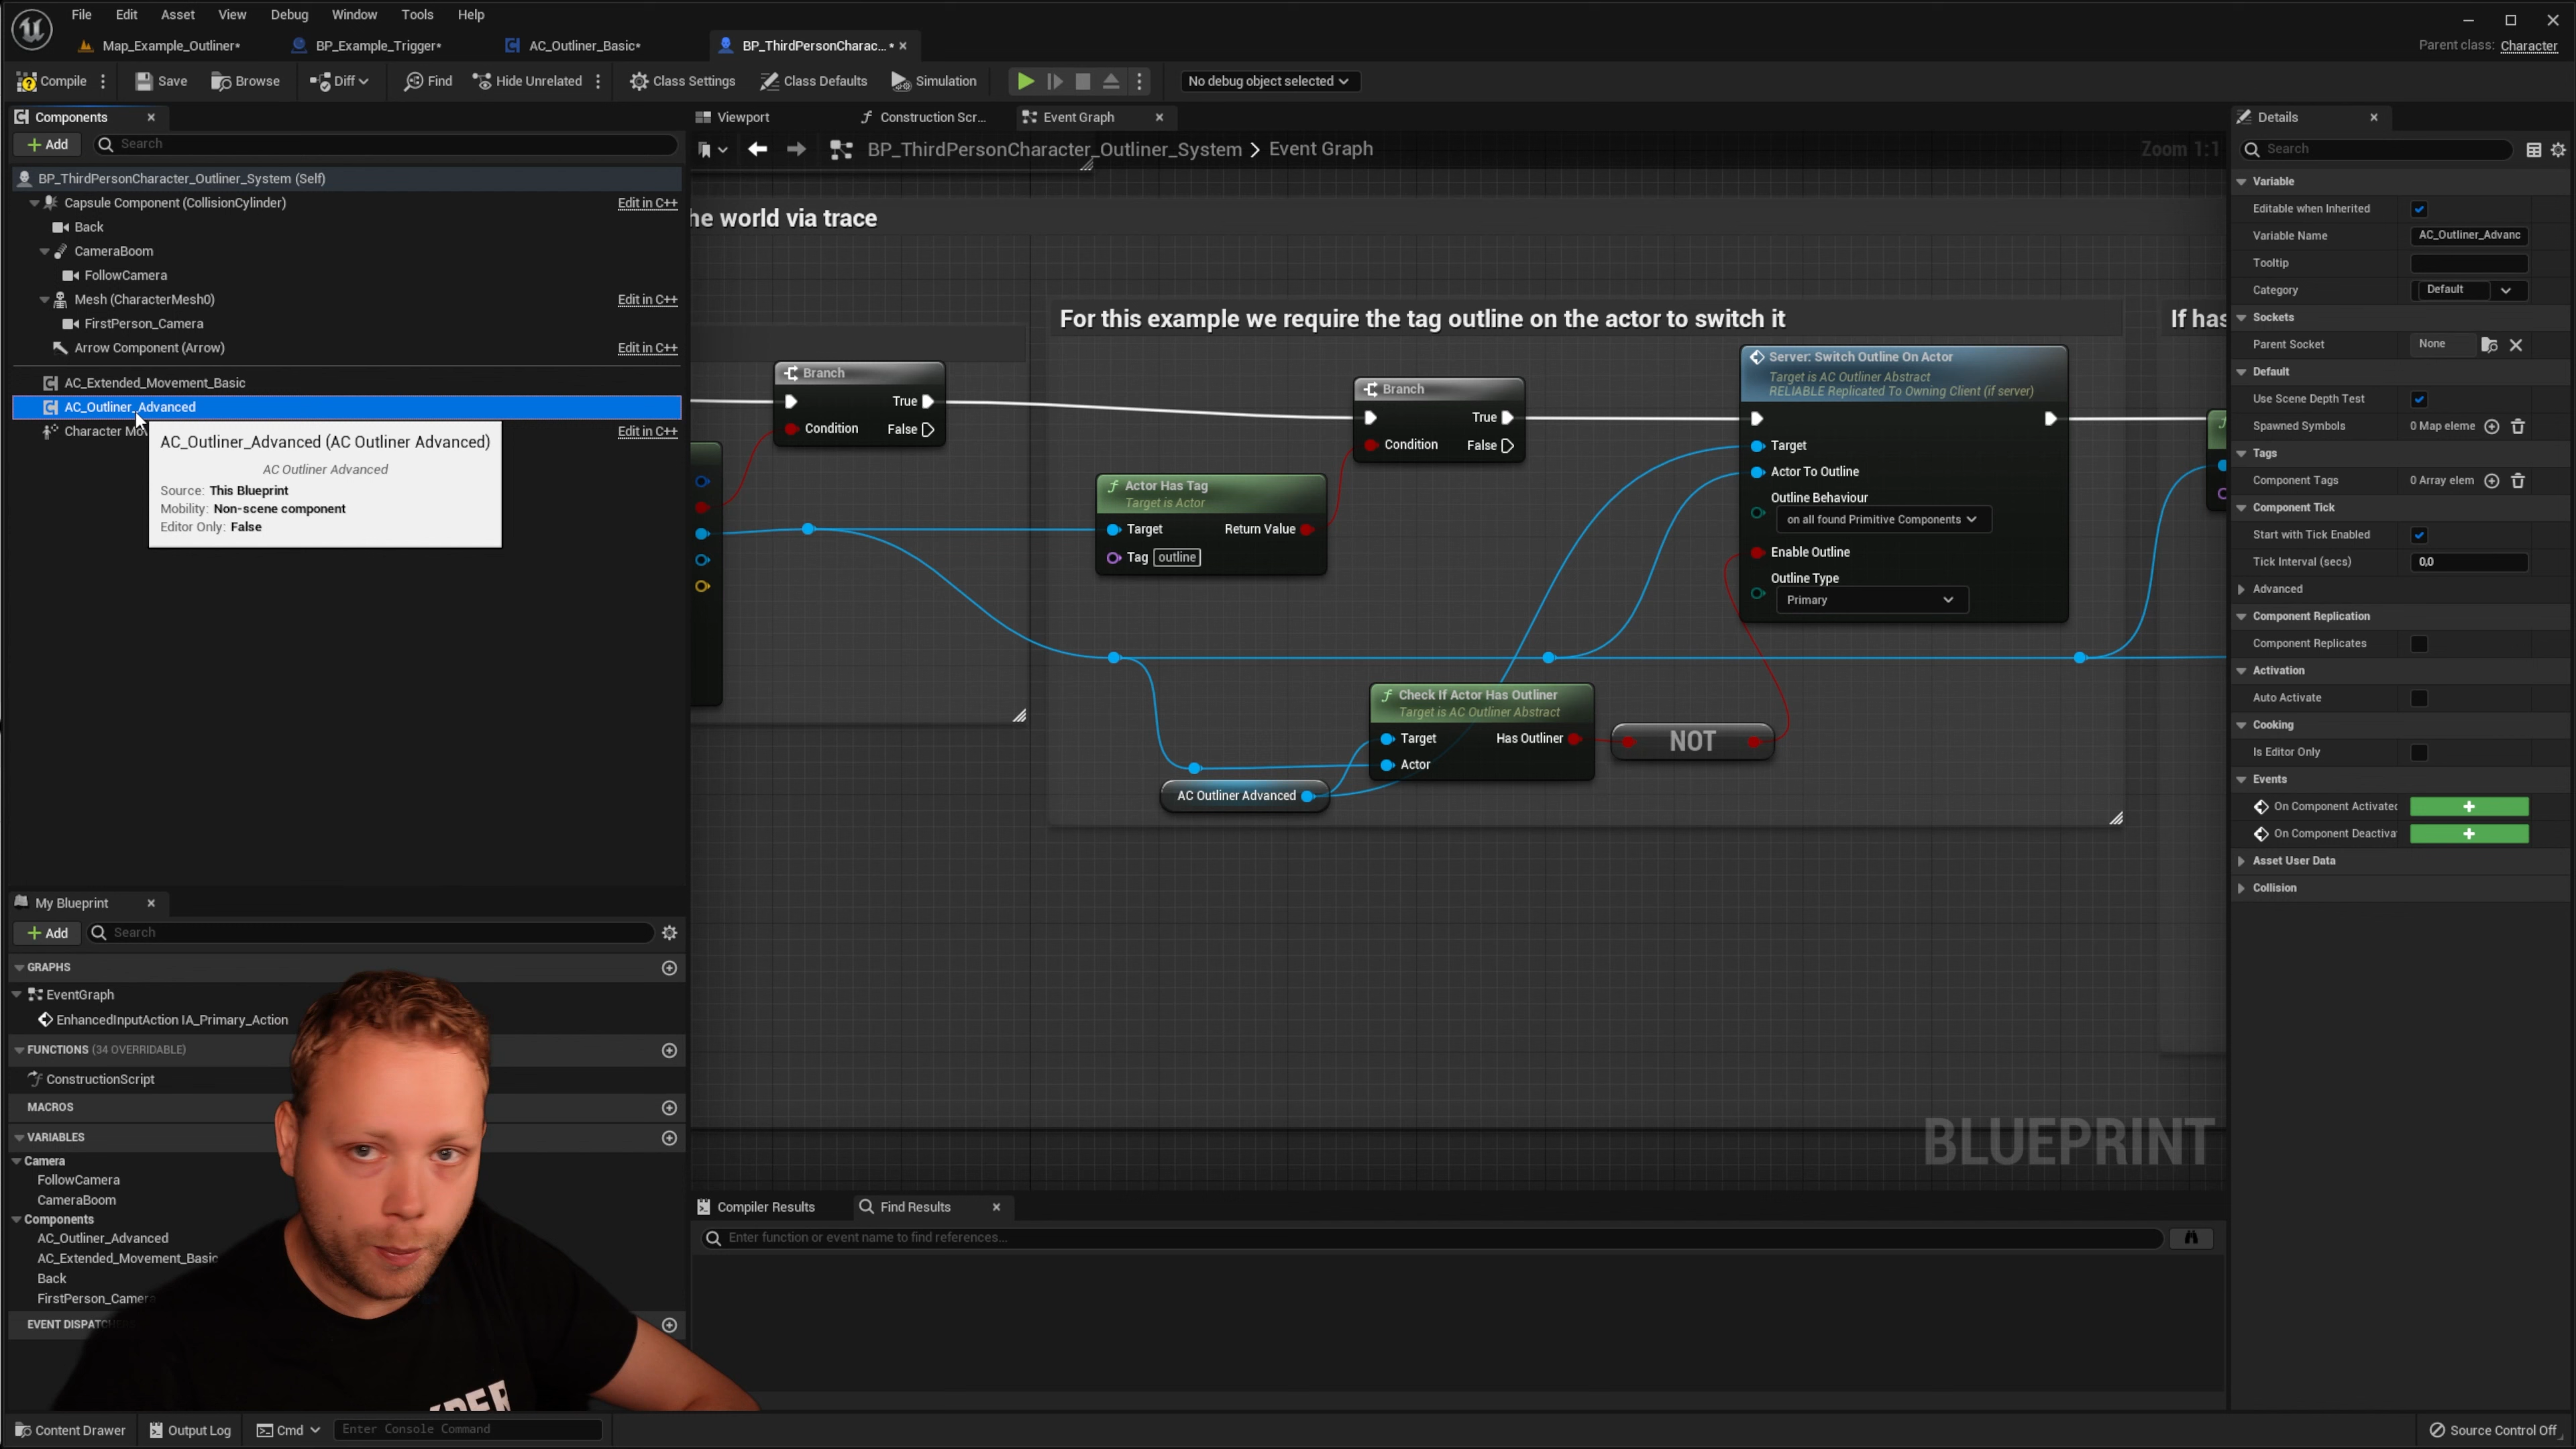 File Edit Asset View Debug Window Tools Help
Map_Example_Outliner* BP_Example_Trigger* AC_Outliner_Basic* BP_ThirdPersonCharac... *
Parent class: Character
Compile Save Browse Diff Find Hide Unrelated Class Settings Class Defaults Simulation No debug object selected
Components
Add Search
BP_ThirdPersonCharacter_Outliner_System (Self)
Capsule Component (CollisionCylinder) Edit in C++
Back
CameraBoom
FollowCamera
Mesh (CharacterMesh0) Edit in C++
FirstPerson_Camera
Arrow Component (Arrow) Edit in C++
AC_Extended_Movement_Basic
AC_Outliner_Advanced
Character Mov Edit in C++
AC_Outliner_Advanced (AC Outliner Advanced)
AC Outliner Advanced
Source: This Blueprint
Mobility: Non-scene component
Editor Only: False
My Blueprint
Add Search
GRAPHS
EventGraph
EnhancedInputAction IA_Primary_Action
FUNCTIONS (34 OVERRIDABLE)
ConstructionScript
MACROS
VARIABLES
Camera
FollowCamera
CameraBoom
Components
AC_Outliner_Advanced
AC_Extended_Movement_Basic
Back
FirstPerson_Camera
EVENT DISPATCH
Viewport Construction Scr... Event Graph
BP_ThirdPersonCharacter_Outliner_System > Event Graph Zoom 1:1
he world via trace
For this example we require the tag outline on the actor to switch it
If has
Branch
True
Condition False
Branch
True
Condition False
Actor Has Tag
Target is Actor
Target Return Value
Tag outline
Server: Switch Outline On Actor
Target is AC Outliner Abstract
RELIABLE Replicated To Owning Client (if server)
Target
Actor To Outline
Outline Behaviour
on all found Primitive Components
Enable Outline
Outline Type
Primary
Check If Actor Has Outliner
Target is AC Outliner Abstract
Target Has Outliner
Actor
NOT
AC Outliner Advanced
BLUEPRINT
Compiler Results Find Results
Enter function or event name to find references...
Details
Search
Variable
Editable when Inherited
Variable Name AC_Outliner_Advanc
Tooltip
Category Default
Sockets
Parent Socket None
Default
Use Scene Depth Test
Spawned Symbols 0 Map eleme
Tags
Component Tags 0 Array elem
Component Tick
Start with Tick Enabled
Tick Interval (secs) 0,0
Advanced
Component Replication
Component Replicates
Activation
Auto Activate
Cooking
Is Editor Only
Events
On Component Activated
On Component Deactiva
Asset User Data
Collision
Content Drawer Output Log Cmd Enter Console Command
Source Control Off